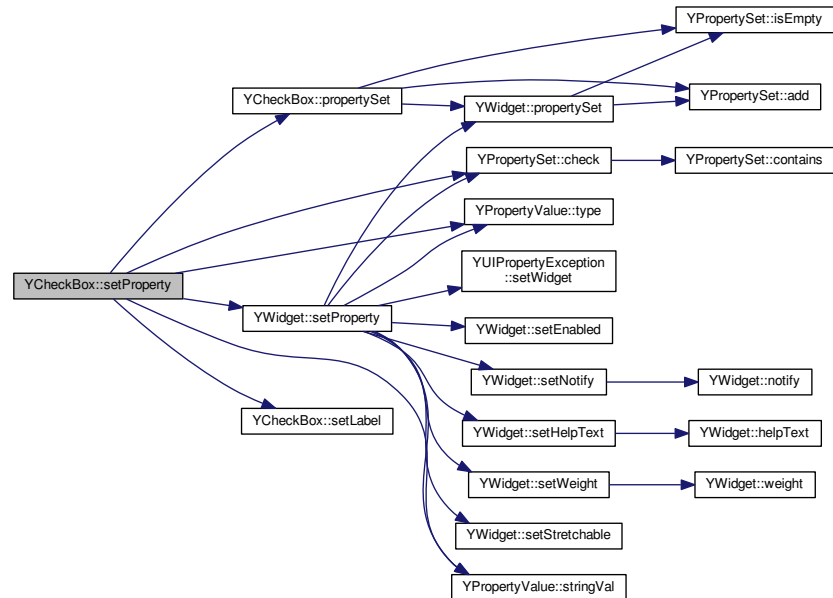 YPropertySet::isEmpty
YCheckBox::propertySet
YPropertySet::add
YWidget::propertySet
YPropertySet::check
YPropertySet::contains
YPropertyValue::type
YUIPropertyException
::setWidget
YCheckBox::setProperty
YWidget::setProperty
YWidget::setEnabled
YWidget::setNotify
YWidget::notify
YCheckBox::setLabel
YWidget::setHelpText
YWidget::helpText
YWidget::setWeight
YWidget::weight
YWidget::setStretchable
YPropertyValue::stringVal